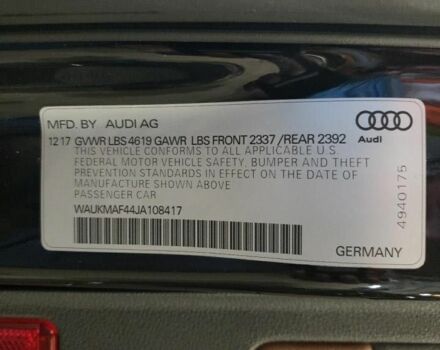 MFD. BY AUDI AG
12 17 GVWR LBS 4619 GAWR LBS FRONT 2337 /REAR 2392
THIS VEHICLE CONFORMS TO ALL APPLICABLE U.S
FEDERAL MOTOR VEHICLE SAFETY, BUMPER AND THEFT
PREVENTION STANDARDS IN EFFECT ON THE DATE OF
MANUFACTURE SHOWN ABOVE.
PASSENGER CAR
WAUKMAF44JA108417
Audi
4940175
GERMANY